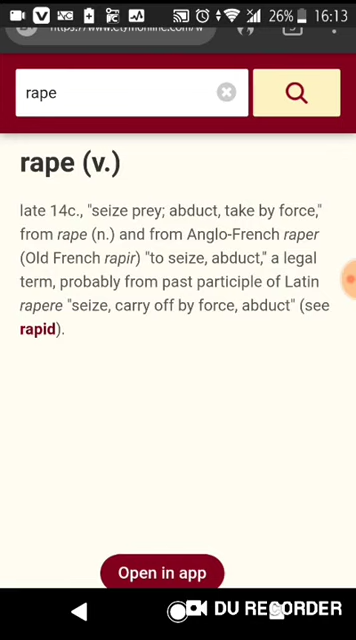 26% 16:13
rape
rape (v.)
late 14c., "seize prey; abduct, take by force,"
from rape (n.) and from Anglo-French raper
(Old French rapir) "to seize, abduct," a legal
term, probably from past participle of Latin
rapere "seize, carry off by force, abduct" (see
rapid).
Open in app
DU RECORDER